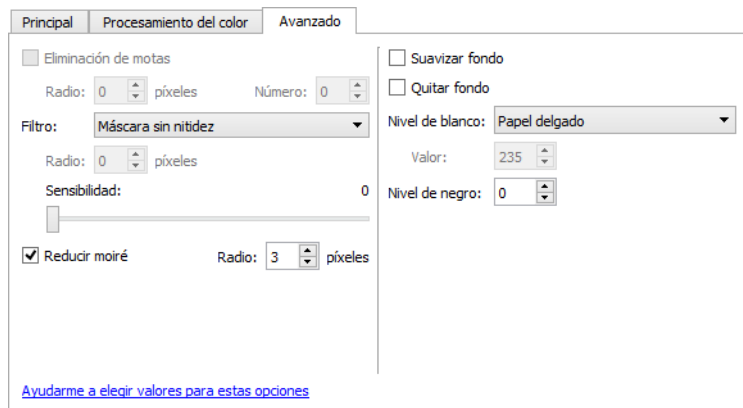 Principal Procesamiento del color Avanzado
Eliminación de motas
Radio: 0 píxeles Número: 0
Filtro: Máscara sin nitidez
Radio: 0 píxeles
Sensibilidad: 0
Reducir moiré Radio: 3 píxeles
Ayudarme a elegir valores para estas opciones
Suavizar fondo
Quitar fondo
Nivel de blanco: Papel delgado
Valor: 235
Nivel de negro: 0